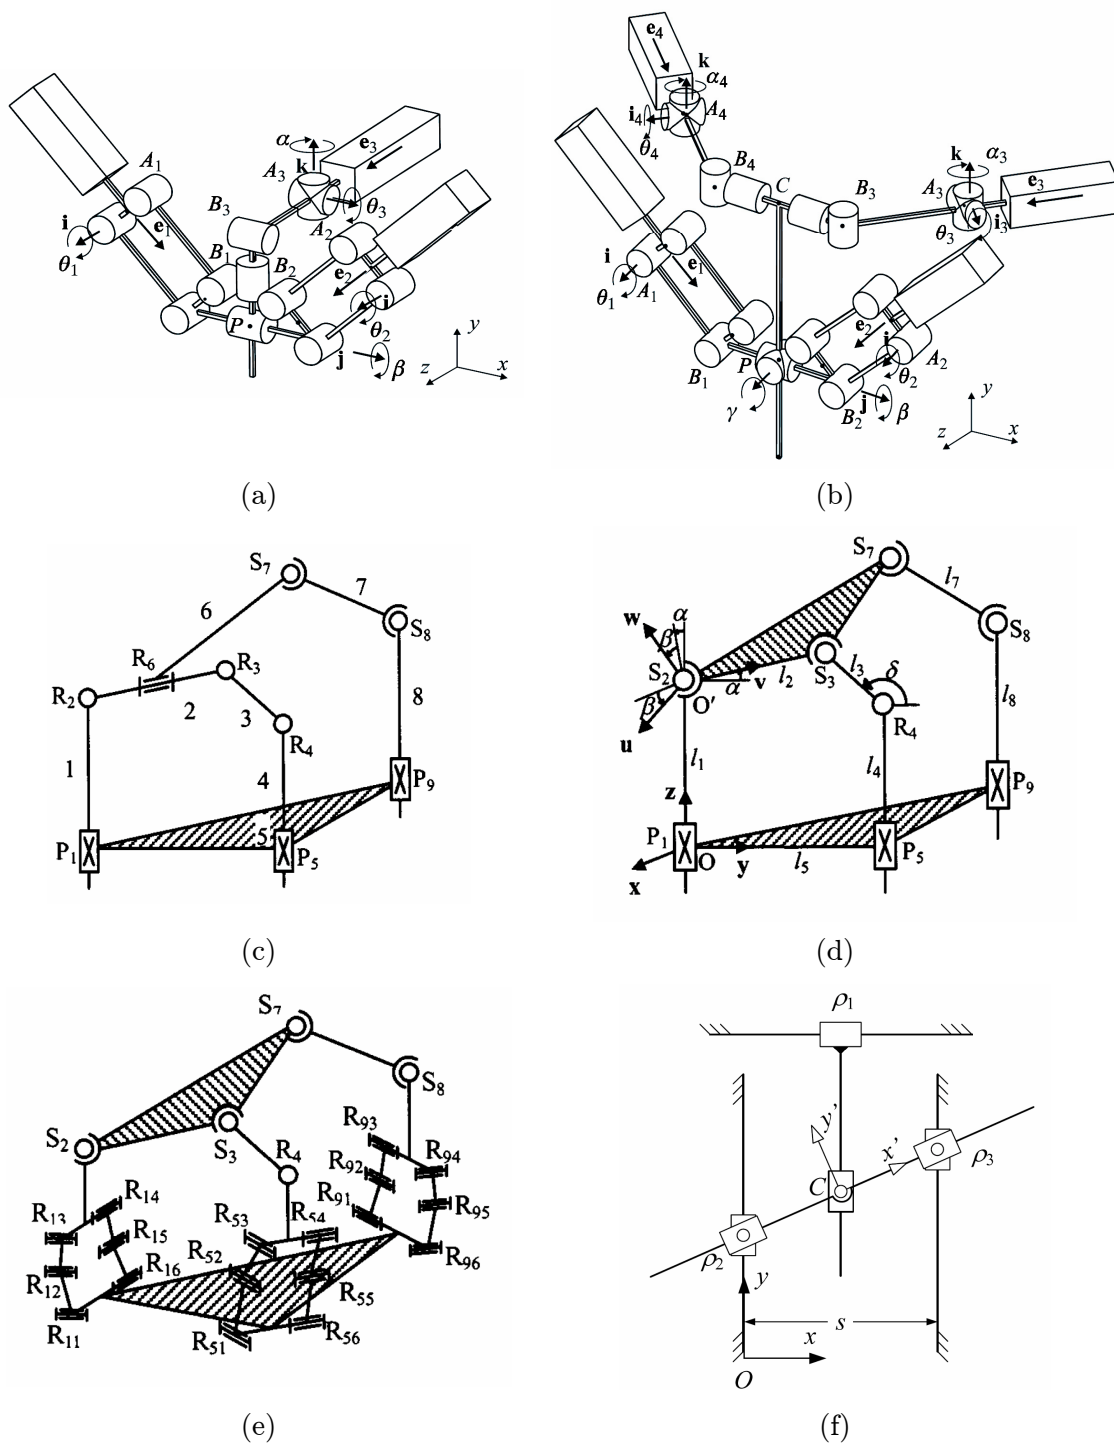 e₄
k
α₄
i₄
A₄
θ₄
A₁
α
k
e₃
A₃
θ₃
B₃
A₂
i
e₁
θ₁
B₁
B₂
e₂
i
θ₂
P
j
β
y
z
x
B₄
C
B₃
k
α₃
A₃
e₃
θ₃
i₃
i
θ₁
A₁
e₁
e₂
i
A₂
θ₂
B₁
P
γ
B₂
j
β
y
z
x
(a)
(b)
S₇
7
6
S₈
R₆
R₃
R₂
2
3
8
R₄
1
4
P₉
5
P₁
P₅
S₇
l₇
w
β
α
S₈
S₂
S₃
l₃
δ
v
l₂
α
O'
β
R₄
l₈
u
l₁
l₄
z
P₉
P₁
O
y
l₅
P₅
x
(c)
(d)
S₇
S₈
S₂
S₃
R₄
R₉₃
R₉₄
R₉₂
R₁₄
R₁₃
R₉₁
R₉₅
R₁₅
R₅₃
R₅₄
R₉₆
R₁₂
R₁₆
R₅₂
R₅₅
R₁₁
R₅₁
R₅₆
ρ₁
y'
x'
ρ₃
C
ρ₂
y
s
x
O
(e)
(f)